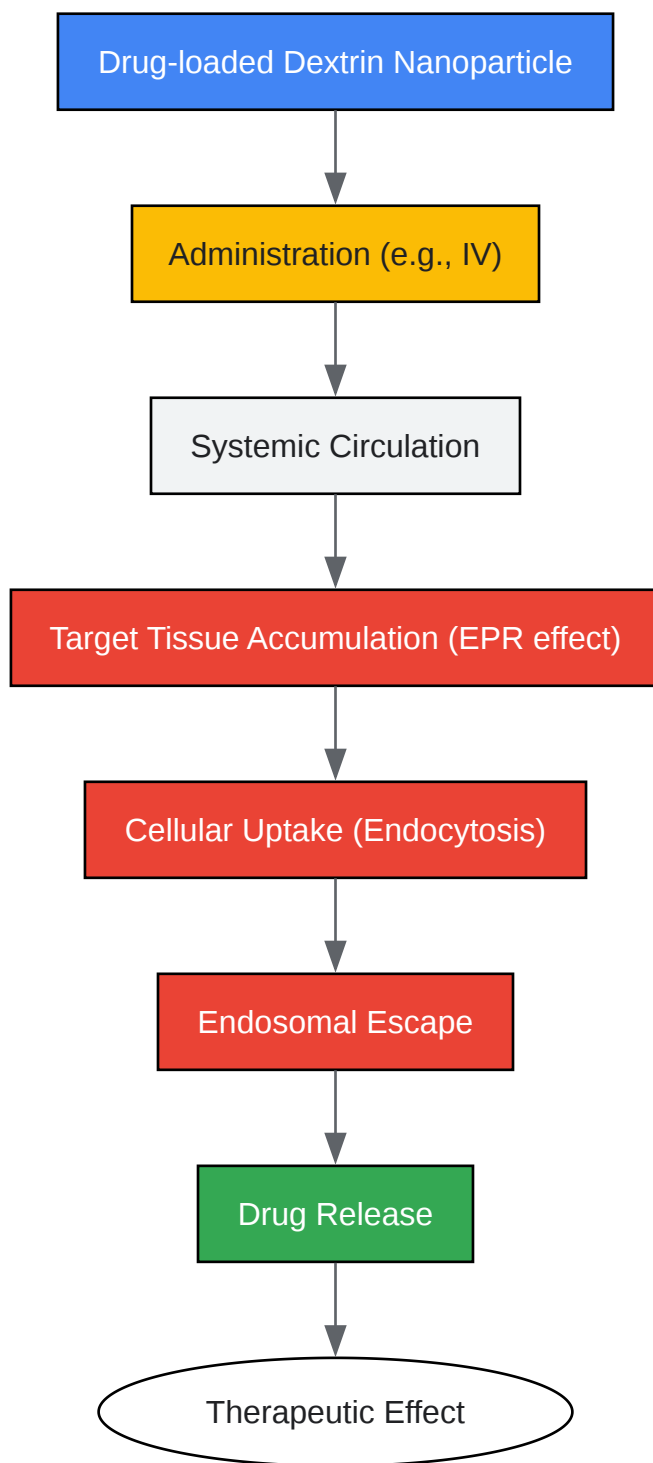 Drug-loaded Dextrin Nanoparticle
Administration (e.g., IV)
Systemic Circulation
Target Tissue Accumulation (EPR effect)
Cellular Uptake (Endocytosis)
Endosomal Escape
Drug Release
Therapeutic Effect